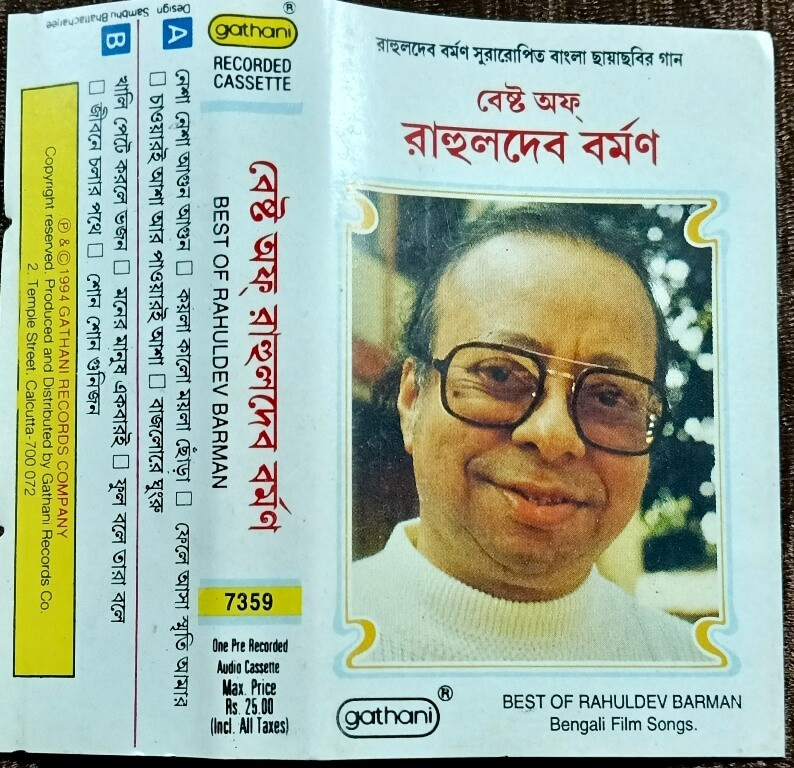 রাহুলদেব বর্মণ সুরারোপিত বাংলা ছায়াছবির গান
বেষ্ট অফ্
রাহুলদেব বর্মণ
gathani ®
BEST OF RAHULDEV BARMAN
Bengali Film Songs.
gathani ®
RECORDED
CASSETTE
বেষ্ট অফ্ রাহুলদেব বর্মণ
BEST OF RAHULDEV BARMAN
7359
One Pre Recorded
Audio Cassette
Max. Price
Rs. 25.00
(Incl. All Taxes)
A
নেশা নেশা আগুন আগুন □ কয়লা কালো ময়লা ছোঁড়া □ ফেলে আসা স্মৃতি আমার
□ চাওয়ারই আশা আর পাওয়ারই আশা □ বাজলোরে ঘুংরু
B
খালি পেটে করলে ভজন □ মনের মানুষ একবারই □ ফুল বলে তারা বলে
□ জীবনে চলার পথে □ শোন শোন গুনিজন
℗ & © 1994 GATHANI RECORDS COMPANY
Copyright reserved. Produced and Distributed by Gathani Records Co.
2, Temple Street, Calcutta-700 072
Design Sambhu Bhattacharjee